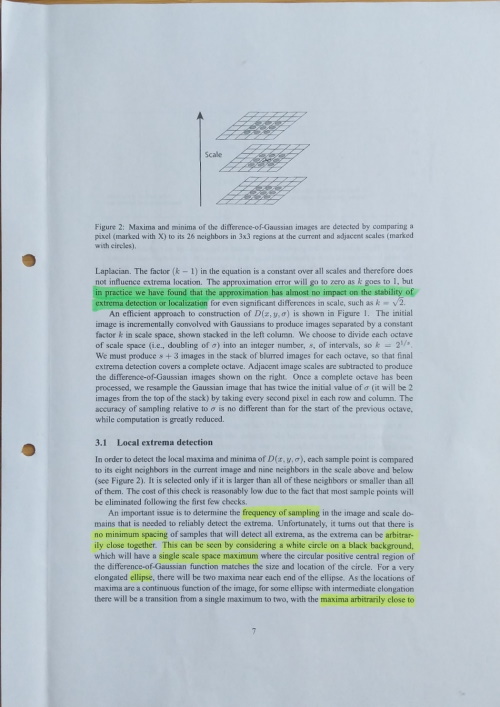 Scale
Figure 2: Maxima and minima of the difference-of-Gaussian images are detected by comparing a
pixel (marked with X) to its 26 neighbors in 3x3 regions at the current and adjacent scales (marked
with circles).
Laplacian. The factor (k − 1) in the equation is a constant over all scales and therefore does
not influence extrema location. The approximation error will go to zero as k goes to 1, but
in practice we have found that the approximation has almost no impact on the stability of
extrema detection or localization for even significant differences in scale, such as k = √2.
An efficient approach to construction of D(x, y, σ) is shown in Figure 1. The initial
image is incrementally convolved with Gaussians to produce images separated by a constant
factor k in scale space, shown stacked in the left column. We choose to divide each octave
of scale space (i.e., doubling of σ) into an integer number, s, of intervals, so k = 2^{1/s}.
We must produce s + 3 images in the stack of blurred images for each octave, so that final
extrema detection covers a complete octave. Adjacent image scales are subtracted to produce
the difference-of-Gaussian images shown on the right. Once a complete octave has been
processed, we resample the Gaussian image that has twice the initial value of σ (it will be 2
images from the top of the stack) by taking every second pixel in each row and column. The
accuracy of sampling relative to σ is no different than for the start of the previous octave,
while computation is greatly reduced.
3.1 Local extrema detection
In order to detect the local maxima and minima of D(x, y, σ), each sample point is compared
to its eight neighbors in the current image and nine neighbors in the scale above and below
(see Figure 2). It is selected only if it is larger than all of these neighbors or smaller than all
of them. The cost of this check is reasonably low due to the fact that most sample points will
be eliminated following the first few checks.
An important issue is to determine the frequency of sampling in the image and scale do-
mains that is needed to reliably detect the extrema. Unfortunately, it turns out that there is
no minimum spacing of samples that will detect all extrema, as the extrema can be arbitrar-
ily close together. This can be seen by considering a white circle on a black background,
which will have a single scale space maximum where the circular positive central region of
the difference-of-Gaussian function matches the size and location of the circle. For a very
elongated ellipse, there will be two maxima near each end of the ellipse. As the locations of
maxima are a continuous function of the image, for some ellipse with intermediate elongation
there will be a transition from a single maximum to two, with the maxima arbitrarily close to
7